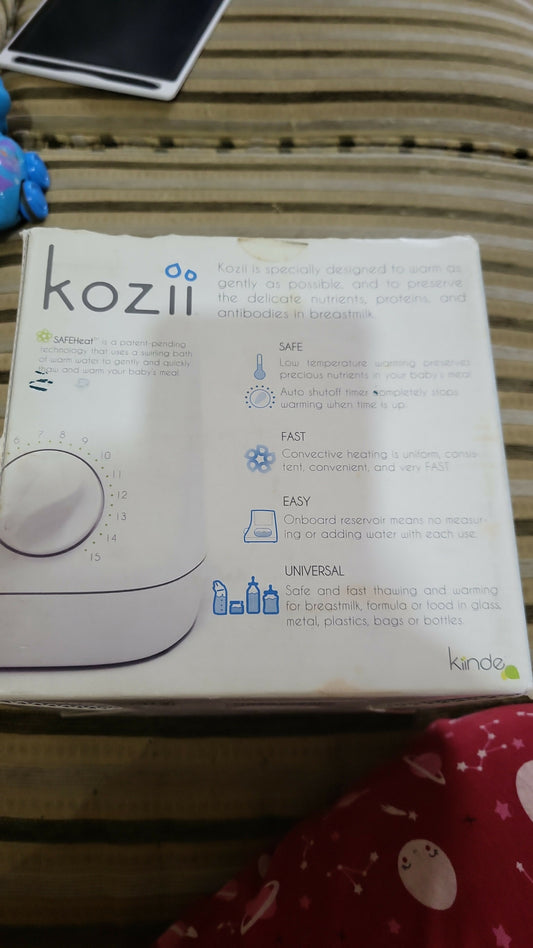 kozii
Kozii is specially designed to warm as
gently as possible, and to preserve
the delicate nutrients, proteins, and
antibodies in breastmilk.
SAFEHeat™ is a patent-pending
technology that uses a swirling bath
of warm water to gently and quickly
thaw and warm your baby's meal.
6 7 8 9 10 11 12 13 14 15
SAFE
Low temperature warming preserves
precious nutrients in your baby's meal
Auto shutoff timer completely stops
warming when time is up.
FAST
Convective heating is uniform, consis-
tent, convenient, and very FAST
EASY
Onboard reservoir means no measur-
ing or adding water with each use.
UNIVERSAL
Safe and fast thawing and warming
for breastmilk, formula or food in glass,
metal, plastics, bags or bottles.
kiinde